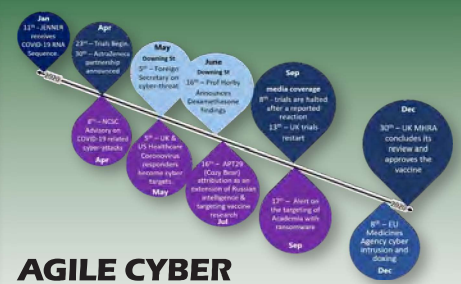 Jan
11th – JENNER
receives
COVID-19 RNA
Sequence
Apr
23rd – Trials Begin,
30th – AstraZeneca
partnership
announced
May
Downing St
5th – Foreign
Secretary on
cyber-threat
June
Downing St
16th – Prof Horby
Announces
Dexamethasone
findings
Sep
media coverage
8th - trials are halted
after a reported
reaction
13th – UK trials
restart
Dec
30th – UK MHRA
concludes its
review and
approves the
vaccine
2020
2020
8th – NCSC
Advisory on
COVID-19 related
cyber-attacks
Apr
5th – UK &
US Healthcare
Coronovirus
responders
become cyber
targets.
May
16th – APT29
(Cozy Bear)
attribution as an
extension of Russian
intelligence &
targeting vaccine
research
Jul
17th – Alert on
the targeting of
Academia with
ransomware
Sep
8th – EU
Medicines
Agency cyber
intrusion and
doxing
Dec
AGILE CYBER